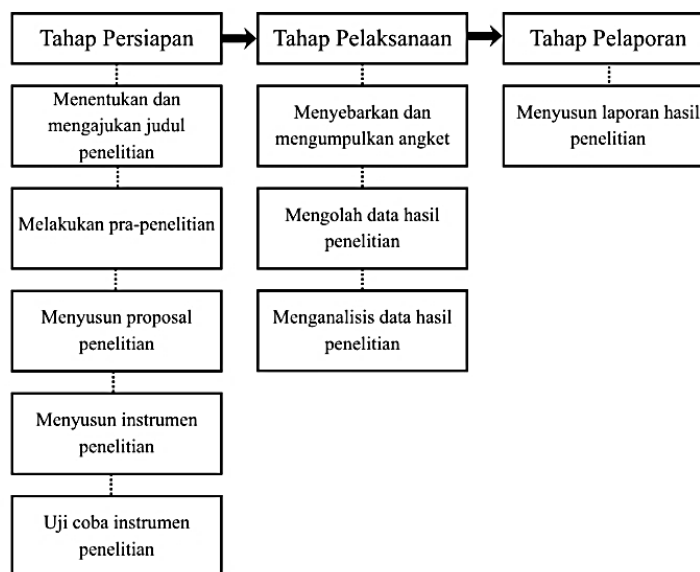 Tahap Persiapan
Menentukan dan
mengajukan judul
penelitian
Melakukan pra-penelitian
Menyusun proposal
penelitian
Menyusun instrumen
penelitian
Uji coba instrumen
penelitian
Tahap Pelaksanaan
Menyebarkan dan
mengumpulkan angket
Mengolah data hasil
penelitian
Menganalisis data hasil
penelitian
Tahap Pelaporan
Menyusun laporan hasil
penelitian